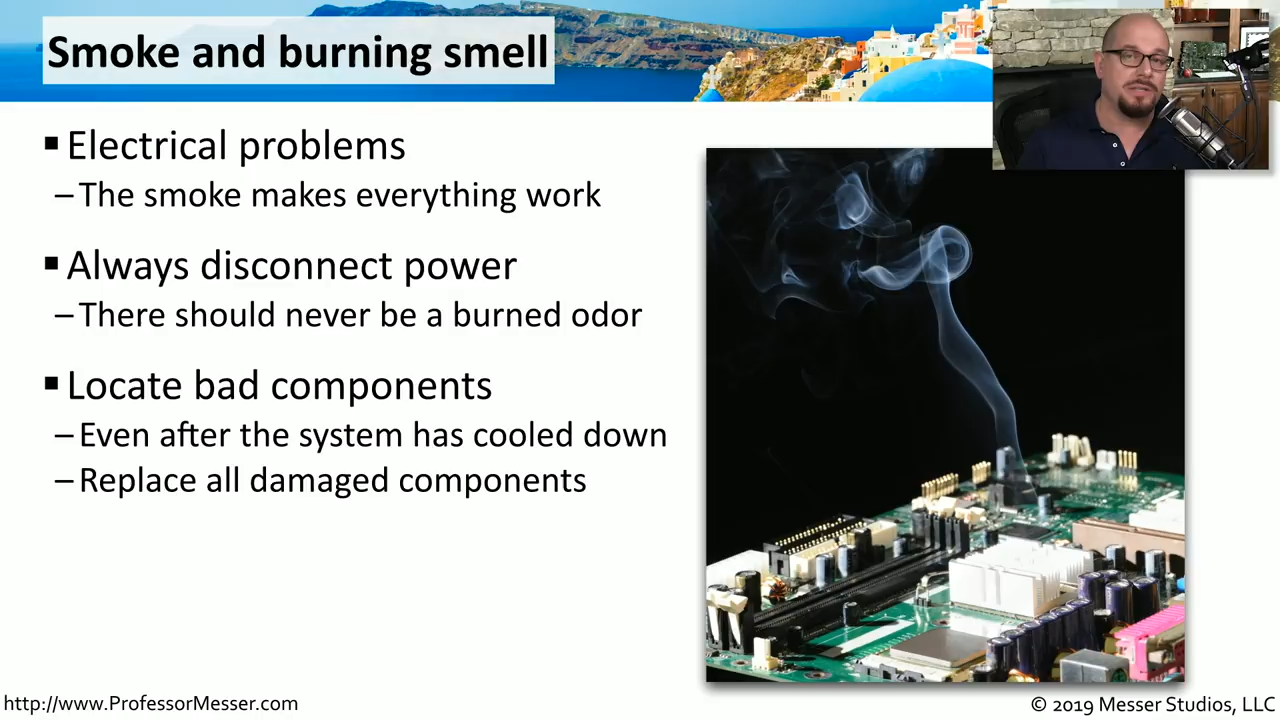 Smoke and burning smell
▪ Electrical problems
– The smoke makes everything work
▪ Always disconnect power
– There should never be a burned odor
▪ Locate bad components
– Even after the system has cooled down
– Replace all damaged components
http://www.ProfessorMesser.com
© 2019 Messer Studios, LLC